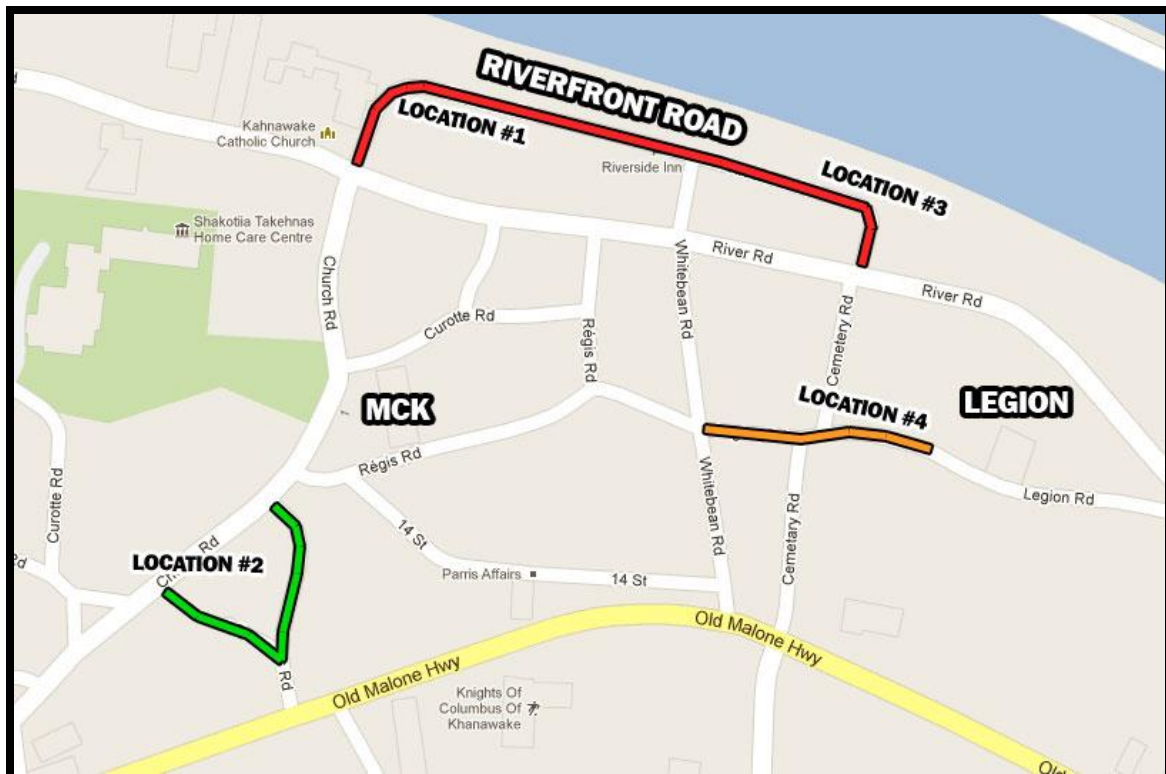 RIVERFRONT ROAD
LOCATION #1
Kahnawake
Catholic Church
Riverside Inn
LOCATION #3
Shakotiia Takehnas
Home Care Centre
River Rd
River Rd
Church Rd
Whitebean Rd
Curotte Rd
Régis Rd
Cemetery Rd
MCK
LOCATION #4
LEGION
Régis Rd
Whitebean Rd
Legion Rd
Curotte Rd
14 St
Cemetary Rd
LOCATION #2
Rd
Rd
Parris Affairs
14 St
Old Malone Hwy
Rd
Old Malone Hwy
Knights Of
Columbus Of
Khanawake
Old